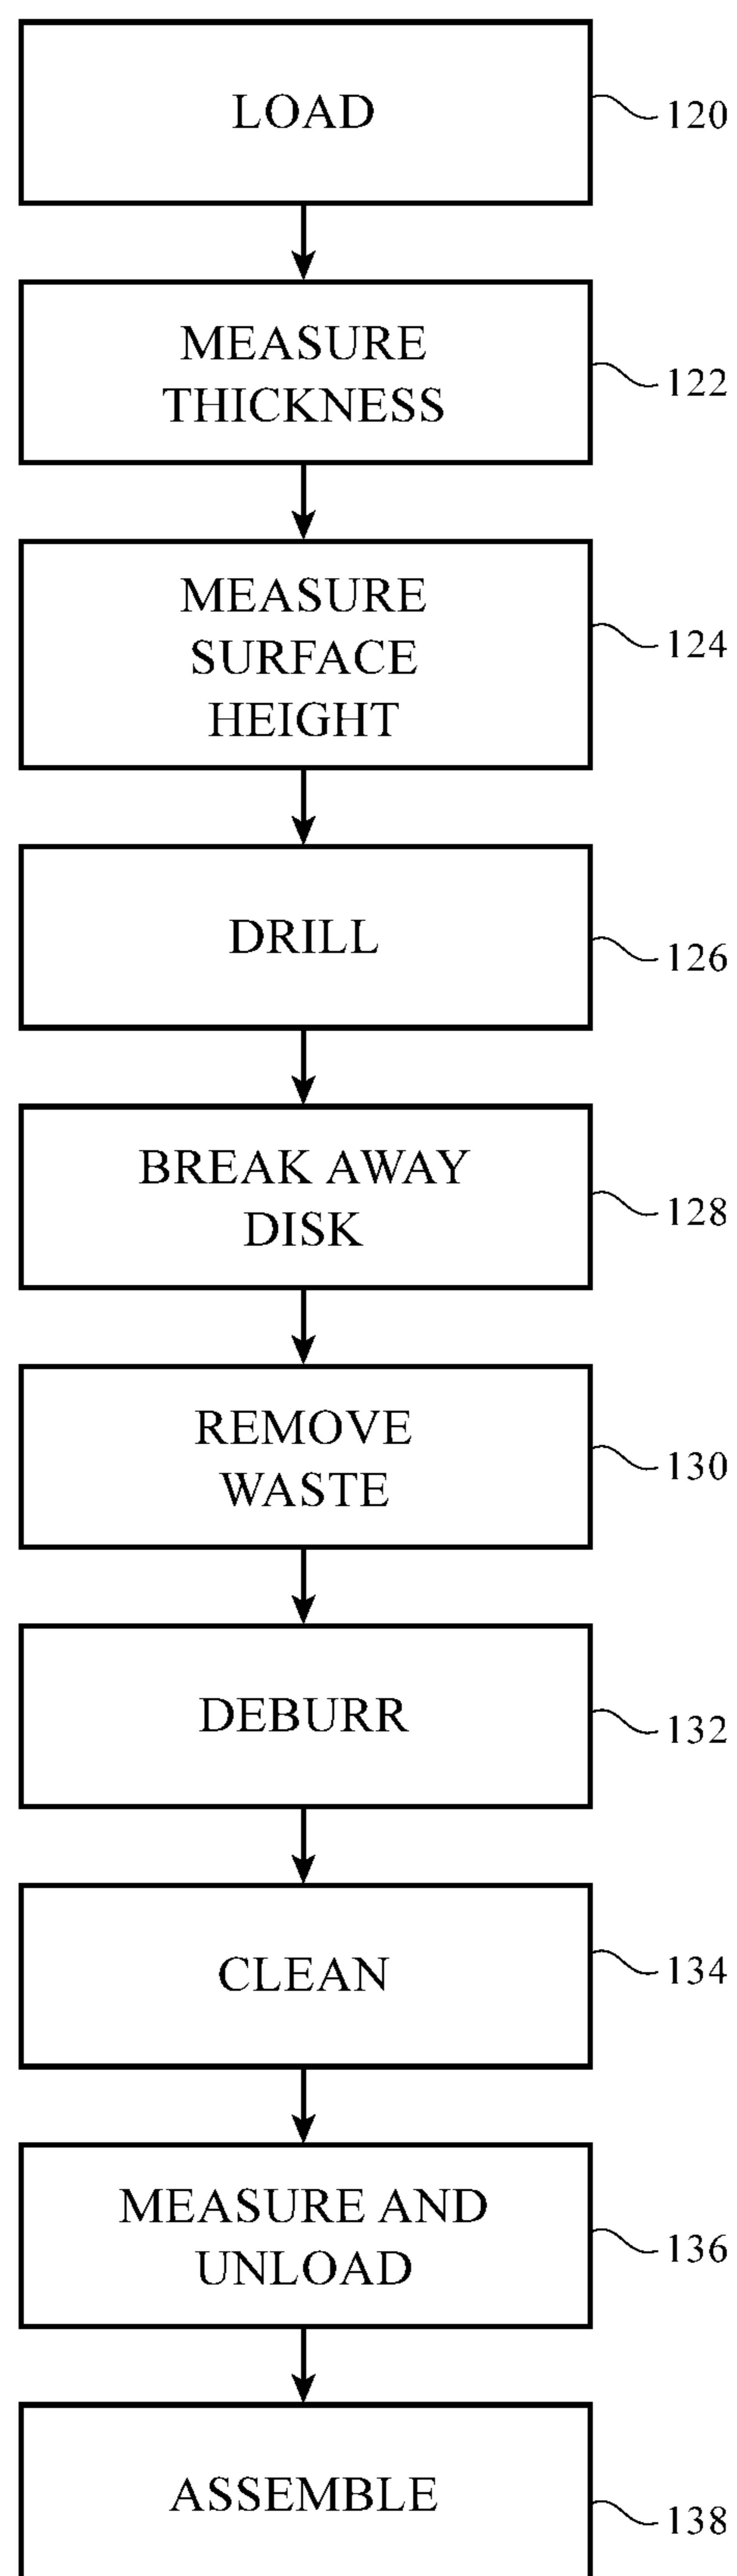 LOAD
120
MEASURE
THICKNESS
122
MEASURE
SURFACE
HEIGHT
124
DRILL
126
BREAK AWAY
DISK
128
REMOVE
WASTE
130
DEBURR
132
CLEAN
134
MEASURE AND
UNLOAD
136
ASSEMBLE
138